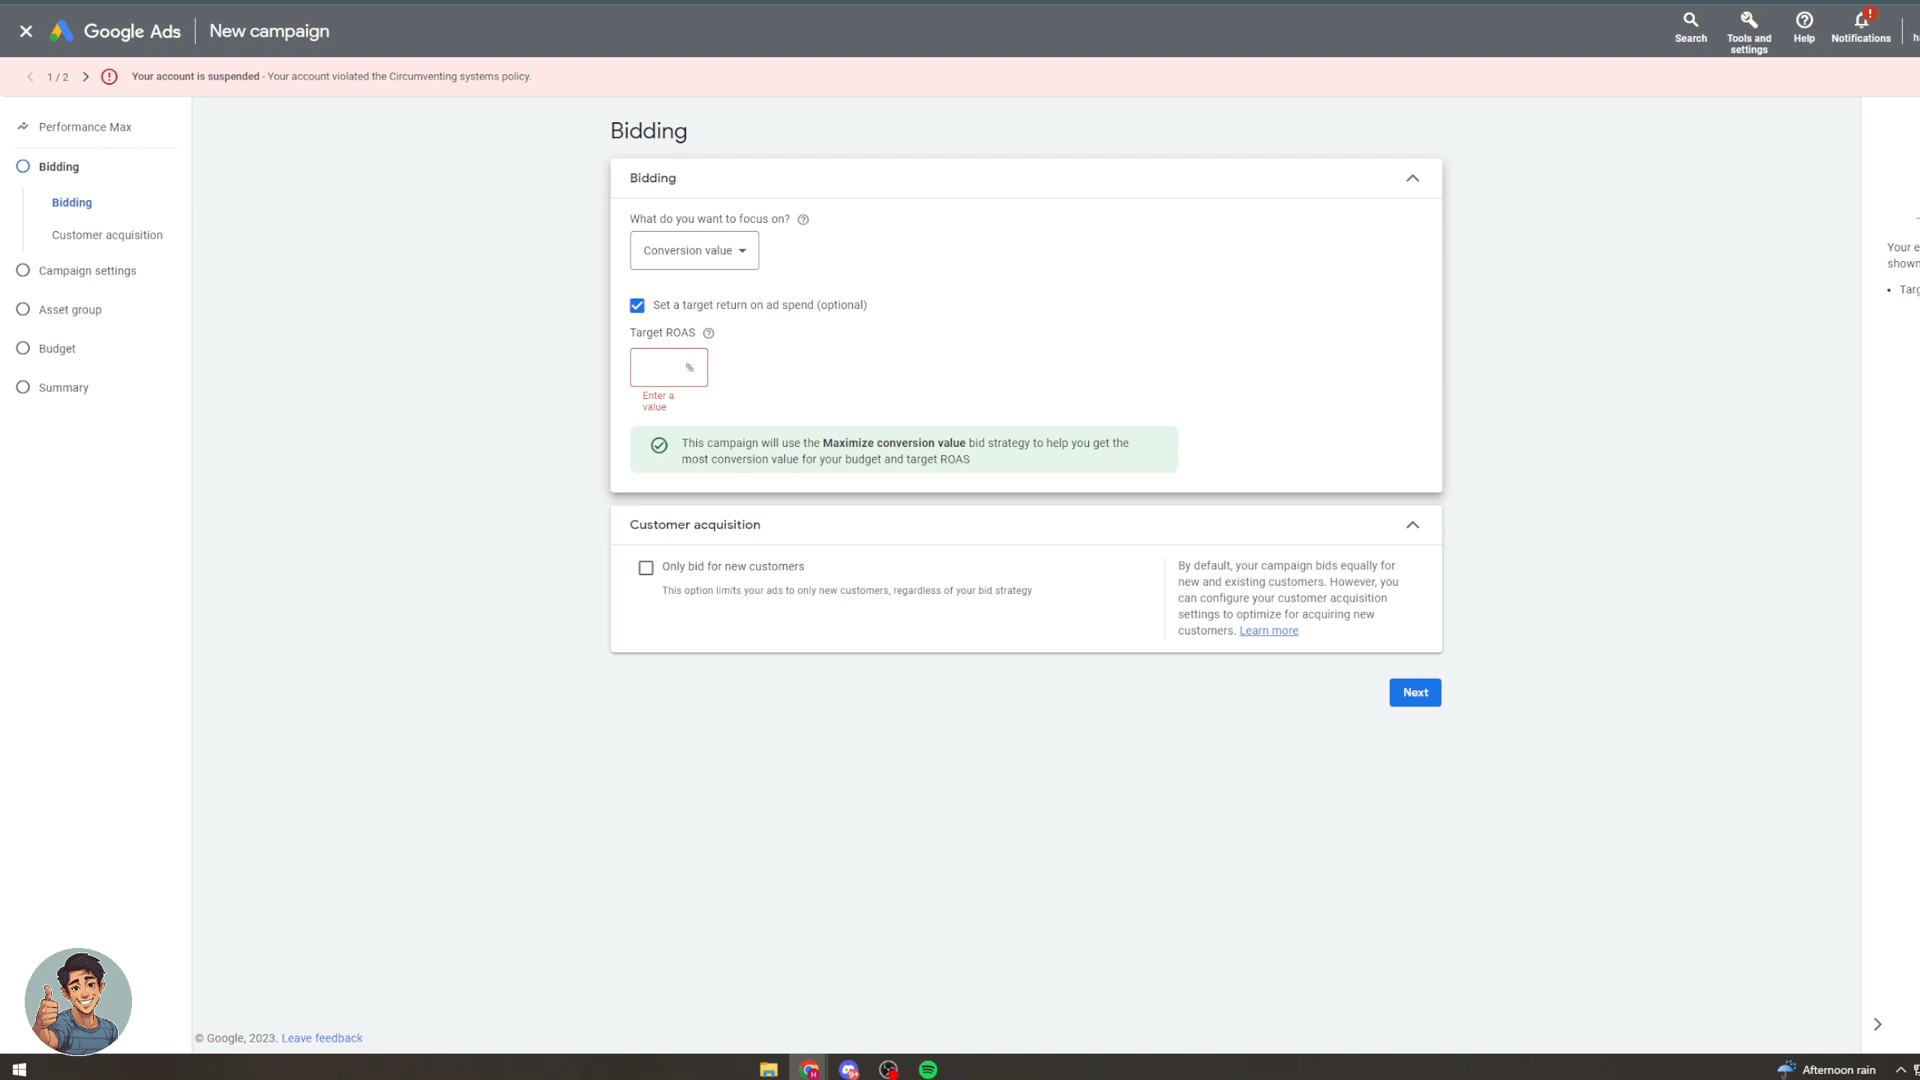 Google Ads
New campaign
Search
Tools and
settings
Help
Notifications
1 / 2
Your account is suspended - Your account violated the Circumventing systems policy.
Performance Max
Bidding
Bidding
Customer acquisition
Campaign settings
Asset group
Budget
Summary
Bidding
Bidding
What do you want to focus on?
Conversion value
Set a target return on ad spend (optional)
Target ROAS
%
Enter a
value
This campaign will use the Maximize conversion value bid strategy to help you get the
most conversion value for your budget and target ROAS
Customer acquisition
Only bid for new customers
This option limits your ads to only new customers, regardless of your bid strategy
By default, your campaign bids equally for
new and existing customers. However, you
can configure your customer acquisition
settings to optimize for acquiring new
customers. Learn more
Next
Your
shown
© Google, 2023. Leave feedback
Afternoon rain